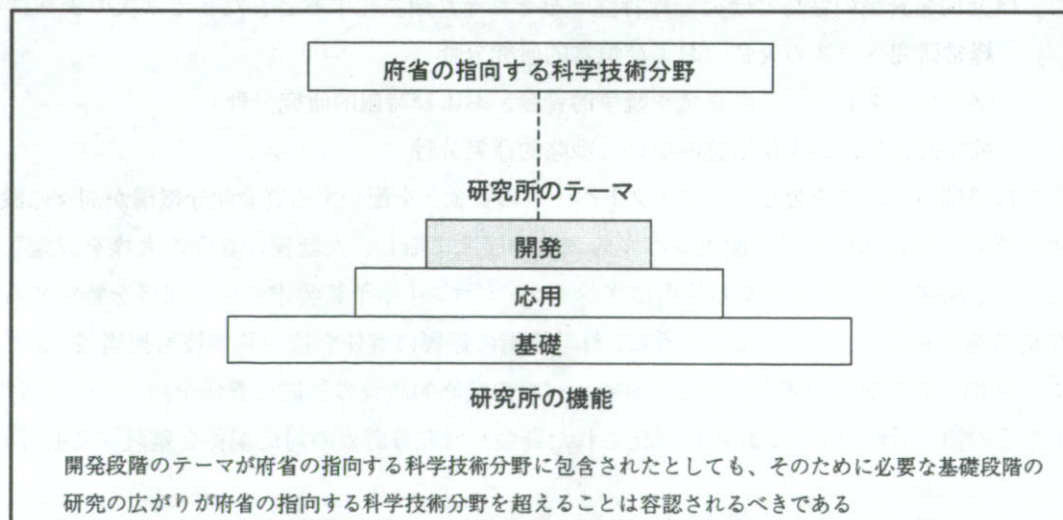 府省の指向する科学技術分野
研究所のテーマ
開発
応用
基礎
研究所の機能
開発段階のテーマが府省の指向する科学技術分野に包含されたとしても、そのために必要な基礎段階の
研究の広がりが府省の指向する科学技術分野を超えることは容認されるべきである